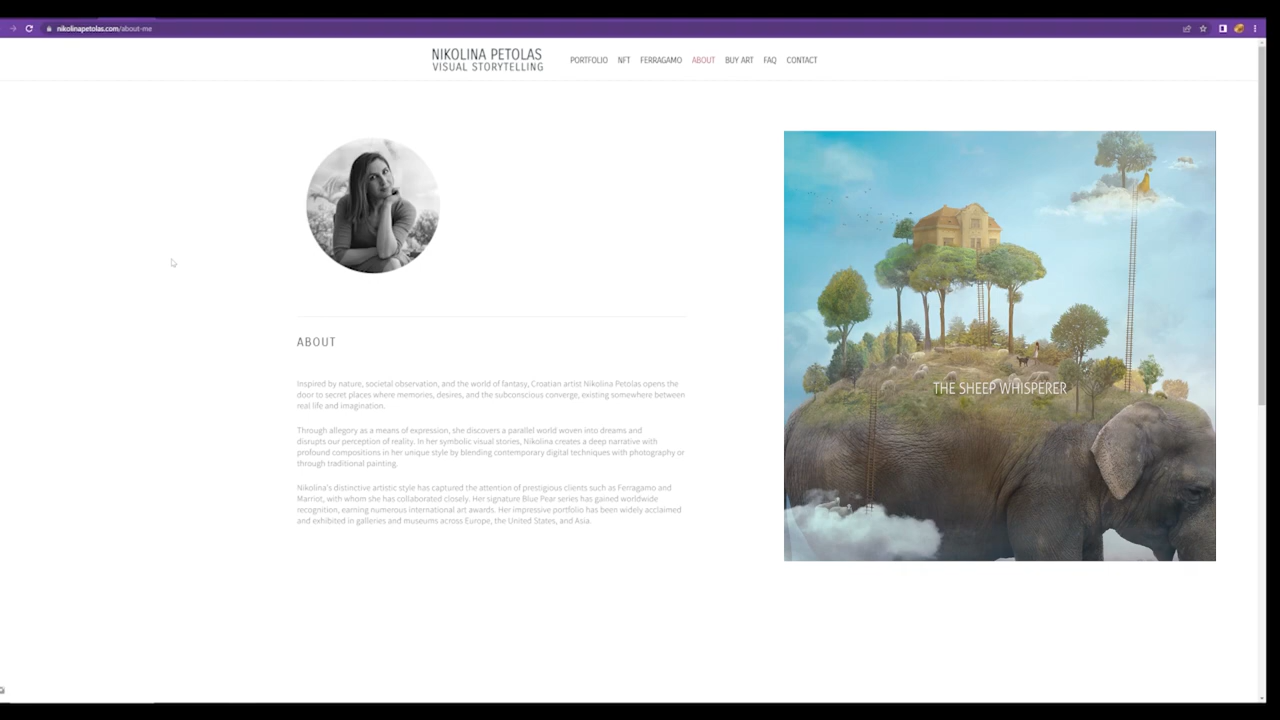 nikolinapetolas.com/about-me
NIKOLINA PETOLAS
VISUAL STORYTELLING
PORTFOLIO NFT FERRAGAMO ABOUT BUY ART FAQ CONTACT
ABOUT
Inspired by nature, societal observation, and the world of fantasy, Croatian artist Nikolina Petolas opens the
door to secret places where memories, desires, and the subconscious converge, existing somewhere between
real life and imagination.
Through allegory as a means of expression, she discovers a parallel world woven into dreams and
disrupts our perception of reality. In her symbolic visual stories, Nikolina creates a deep narrative with
profound compositions in her unique style by blending contemporary digital techniques with photography or
through traditional painting.
Nikolina's distinctive artistic style has captured the attention of prestigious clients such as Ferragamo and
Marriot, with whom she has collaborated closely. Her signature Blue Pear series has gained worldwide
recognition, earning numerous international art awards. Her impressive portfolio has been widely acclaimed
and exhibited in galleries and museums across Europe, the United States, and Asia.
THE SHEEP WHISPERER